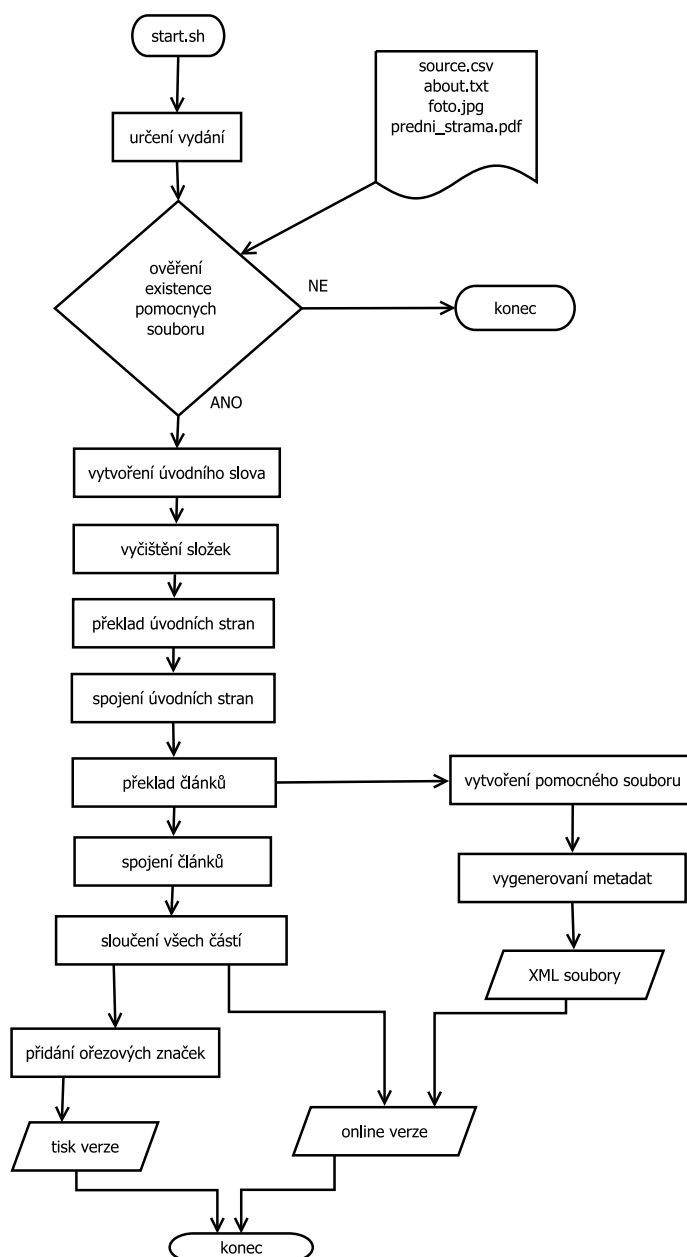 start.sh
source.csv
about.txt
foto.jpg
predni_strama.pdf
určení vydání
ověření
existence
pomocnych
souboru
NE
konec
ANO
vytvoření úvodního slova
vyčištění složek
překlad úvodních stran
spojení úvodních stran
překlad článků
vytvoření pomocného souboru
spojení článků
vygenerovaní metadat
sloučení všech částí
XML soubory
přidání ořezových značek
tisk verze
online verze
konec